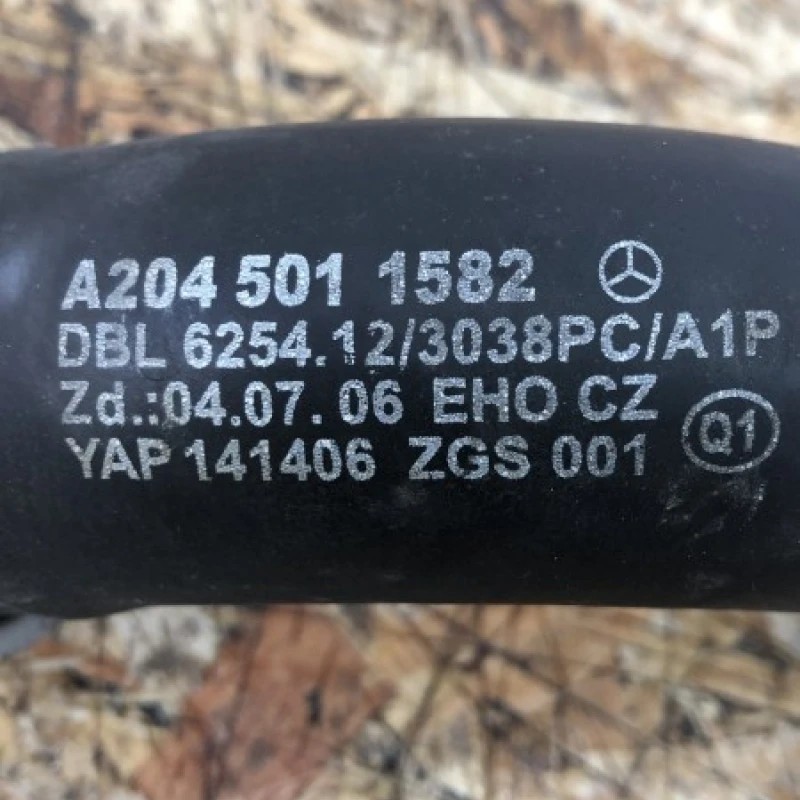 A204 501 1582
DBL 6254.12/3038PC/A1P
Zd.:04.07.06 EHO CZ
YAP 141406 ZGS 001 Q1